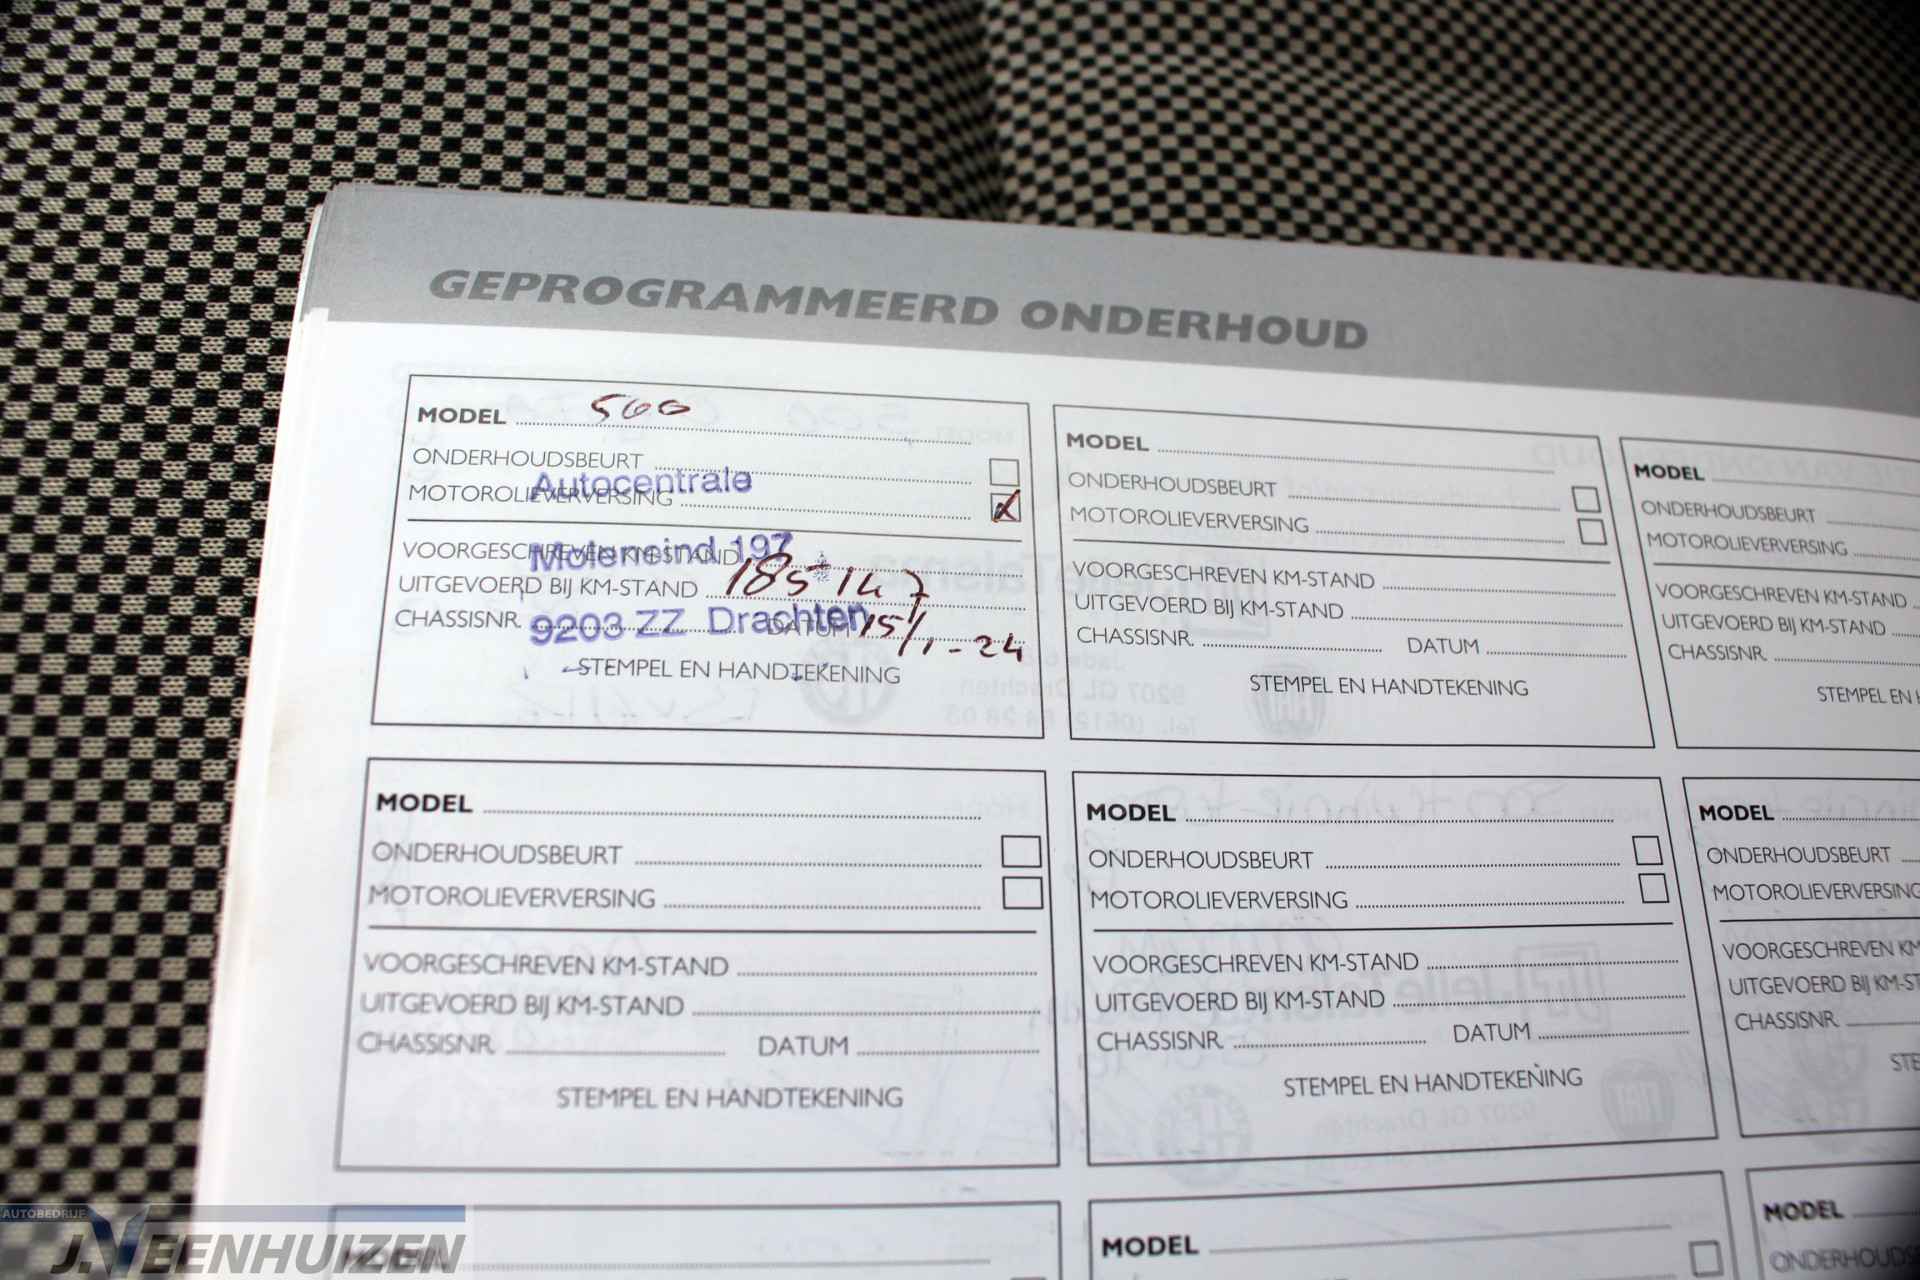 GEPROGRAMMEERD ONDERHOUD
MODEL 500
ONDERHOUDSBEURT
Autocentrale
MOTOROLIEVERVERSING
VOORGESCHREVEN KM-STAND
Moleneind 197
UITGEVOERD BIJ KM-STAND 185147
CHASSISNR. DATUM 15/1-24
9203 ZZ Drachten
STEMPEL EN HANDTEKENING
MODEL
ONDERHOUDSBEURT
MOTOROLIEVERVERSING
VOORGESCHREVEN KM-STAND
UITGEVOERD BIJ KM-STAND
CHASSISNR. DATUM
STEMPEL EN HANDTEKENING
MODEL
ONDERHOUDSBEURT
MOTOROLIEVERVERSING
VOORGESCHREVEN KM-STAND
UITGEVOERD BIJ KM-STAND
CHASSISNR.
STEMPEL EN
MODEL
ONDERHOUDSBEURT
MOTOROLIEVERVERSING
VOORGESCHREVEN KM-STAND
UITGEVOERD BIJ KM-STAND
CHASSISNR. DATUM
STEMPEL EN HANDTEKENING
MODEL
ONDERHOUDSBEURT
MOTOROLIEVERVERSING
VOORGESCHREVEN KM-STAND
UITGEVOERD BIJ KM-STAND
CHASSISNR. DATUM
STEMPEL EN HANDTEKENING
MODEL
ONDERHOUDSBEURT
MOTOROLIEVERVERSING
VOORGESCHREVEN KM
UITGEVOERD BIJ KM-ST
CHASSISNR.
STE
MODEL
MODEL
ONDERHOUDSB
AUTOBEDRIJF
J.VEENHUIZEN